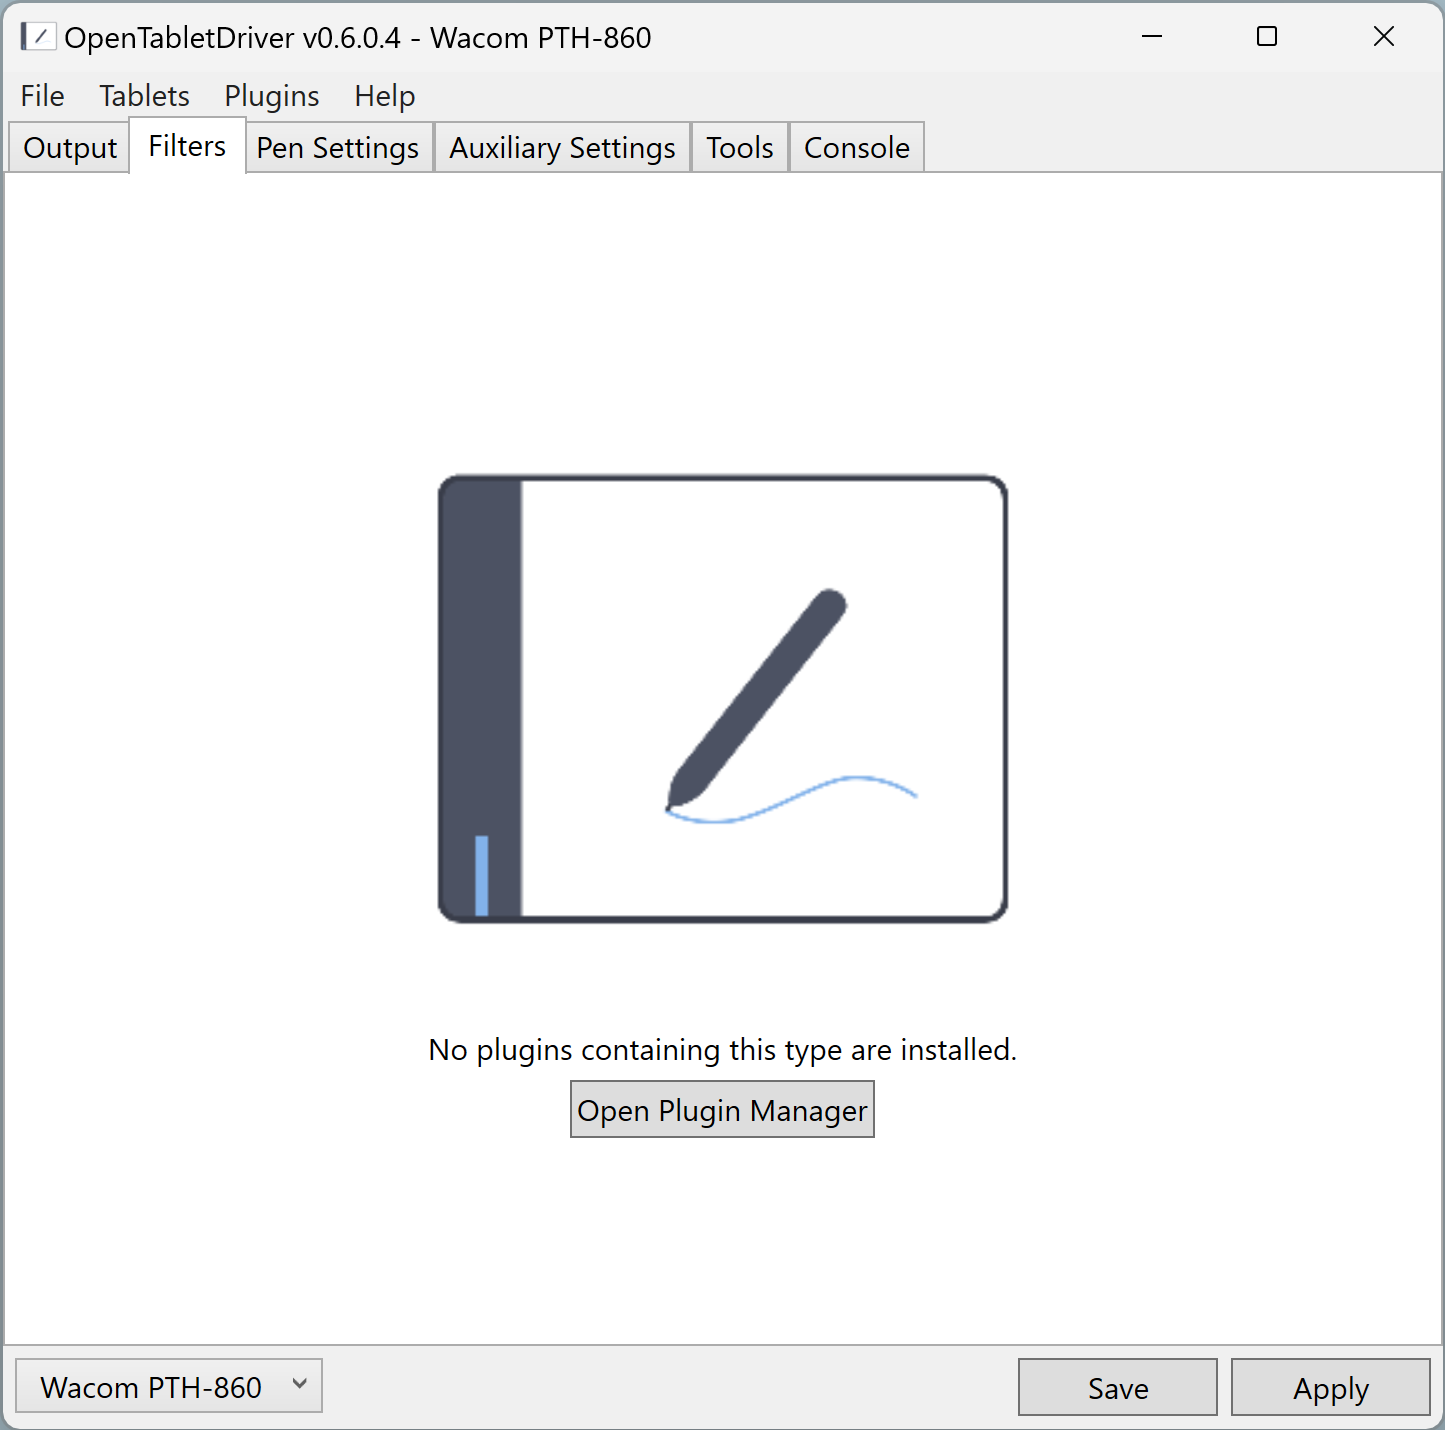 OpenTabletDriver v0.6.0.4 - Wacom PTH-860
File Tablets Plugins Help
Output Filters Pen Settings Auxiliary Settings Tools Console
No plugins containing this type are installed.
Open Plugin Manager
Wacom PTH-860 Save Apply